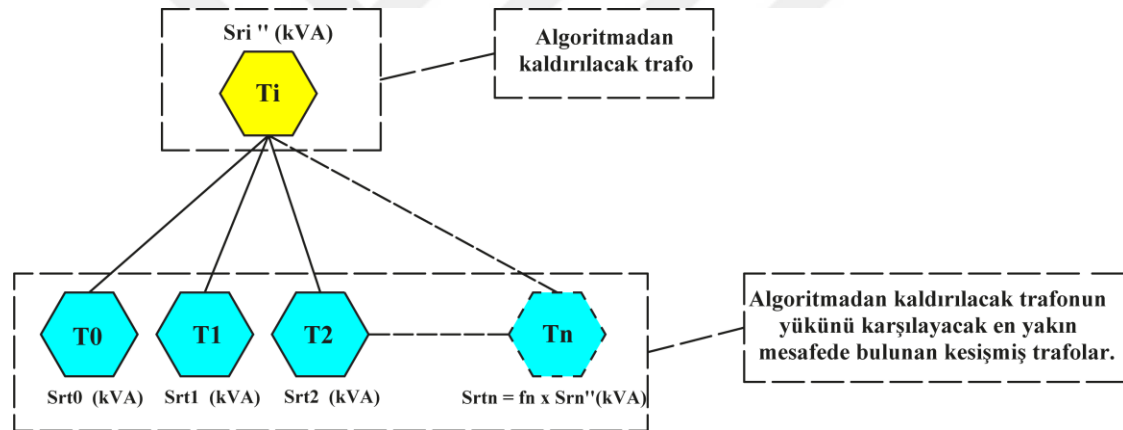 Sri '' (kVA)
Ti
Algoritmadan
kaldırılacak trafo
T0
T1
T2
Tn
Srt0 (kVA)
Srt1 (kVA)
Srt2 (kVA)
Srtn = fn x Srn''(kVA)
Algoritmadan kaldırılacak trafonun
yükünü karşılayacak en yakın
mesafede bulunan kesişmiş trafolar.